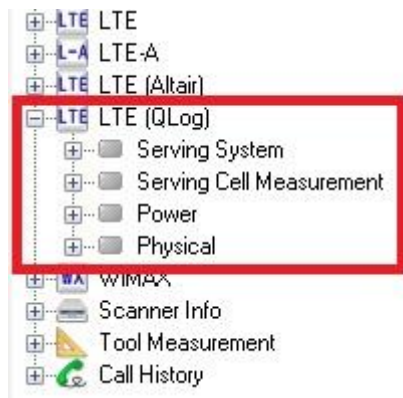 LTE LTE
L-A LTE-A
LTE LTE (Altair)
LTE LTE (QLog)
Serving System
Serving Cell Measurement
Power
Physical
WX WIMAX
Scanner Info
Tool Measurement
Call History